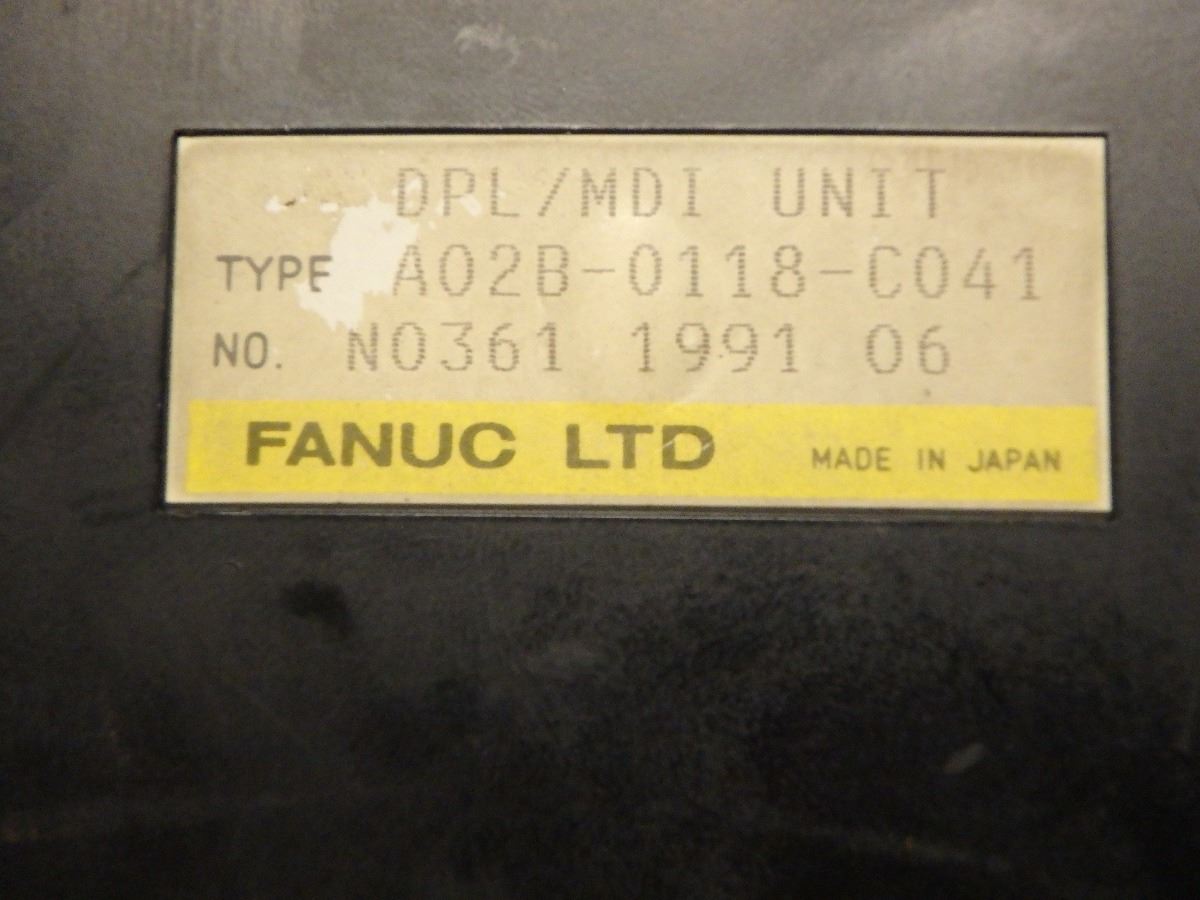 DPL/MDI UNIT
TYPE A02B-0118-C041
NO. N0361 1991 06
FANUC LTD MADE IN JAPAN